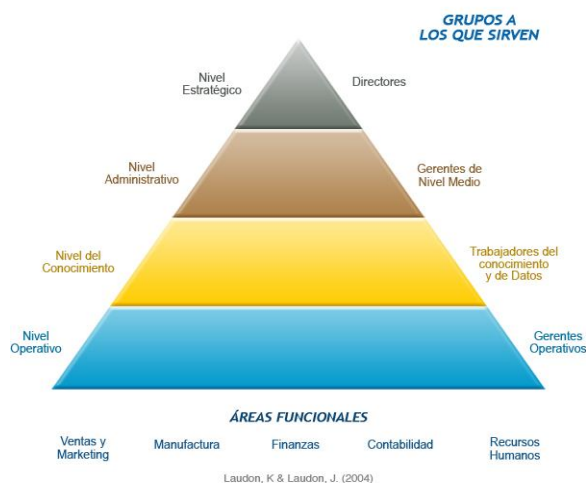 GRUPOS A
LOS QUE SIRVEN
Nivel
Estratégico
Directores
Nivel
Administrativo
Gerentes de
Nivel Medio
Nivel del
Conocimiento
Trabajadores del
conocimiento
y de Datos
Nivel
Operativo
Gerentes
Operativos
ÁREAS FUNCIONALES
Ventas y
Marketing
Manufactura
Finanzas
Contabilidad
Recursos
Humanos
Laudon, K & Laudon, J. (2004)